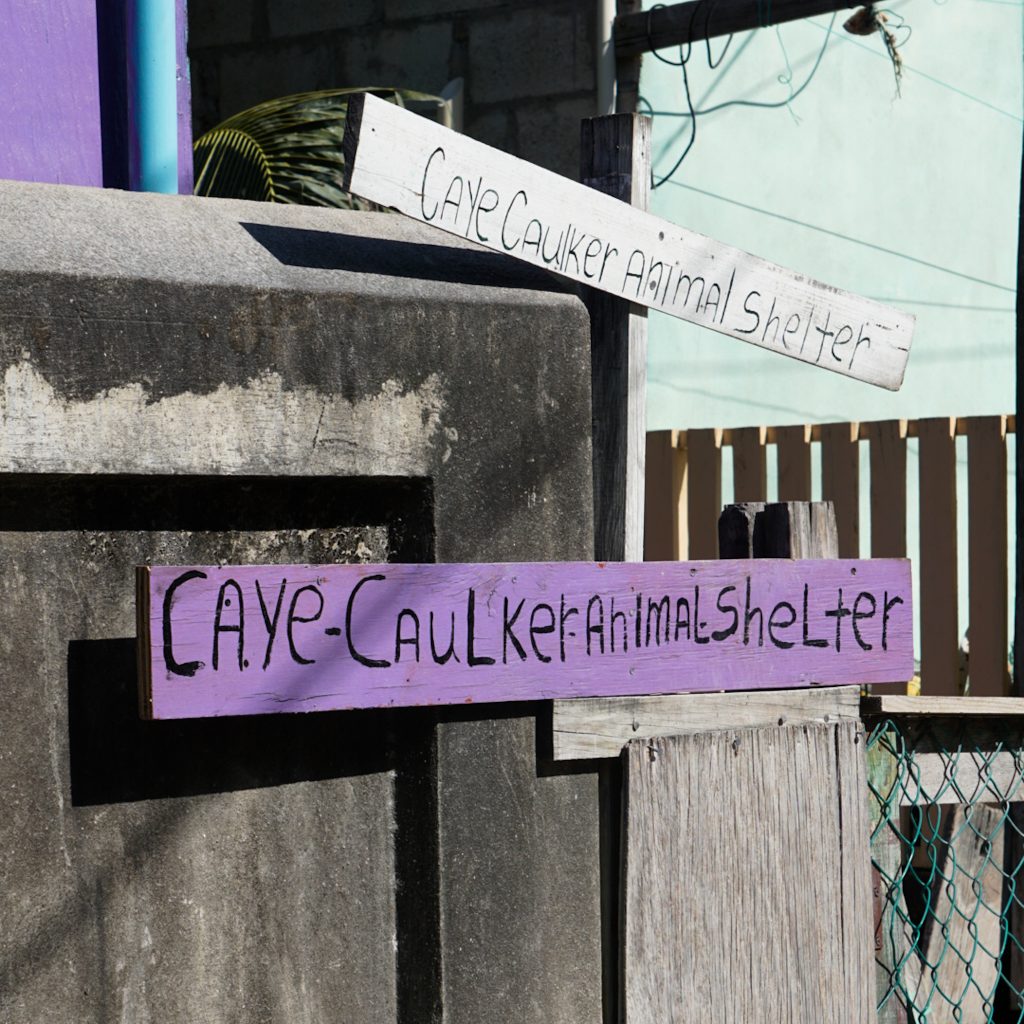 CAYE CAULKER ANIMAL Shelter
CAYE-CAULKER-ANIMAL-SheLter